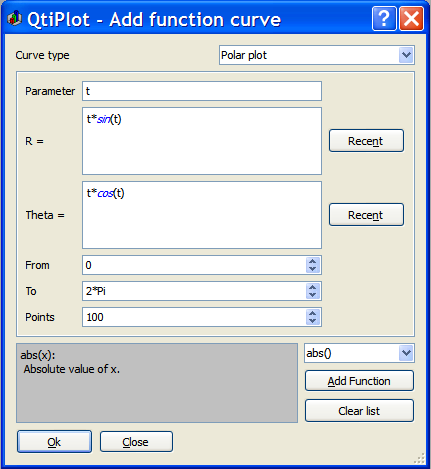 QtiPlot - Add function curve
Curve type Polar plot
Parameter t
R = t*sin(t) Recent
Theta = t*cos(t) Recent
From 0
To 2*Pi
Points 100
abs(x):
Absolute value of x.
abs()
Add Function
Clear list
Ok Close